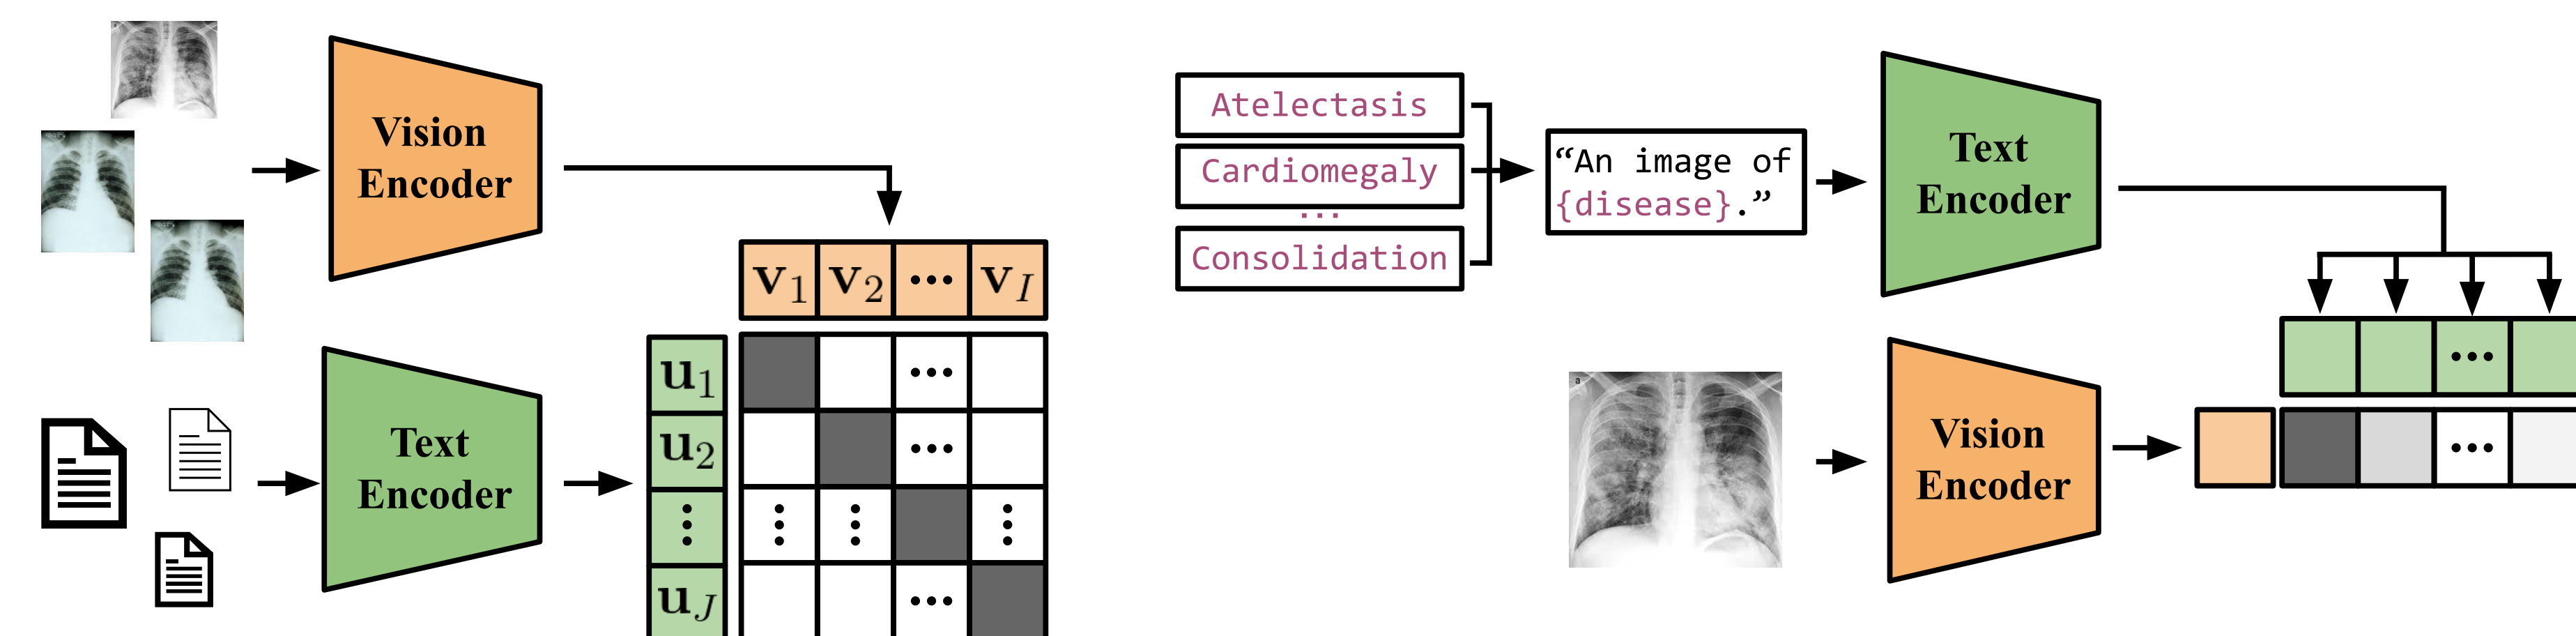 Vision
Encoder
v1 v2 ... vI
Text
Encoder
u1
...
u2
...
⋮ ⋮ ⋮ ⋮
uJ
...
Atelectasis
Cardiomegaly
...
Consolidation
“An image of
{disease}.”
Text
Encoder
...
a
Vision
Encoder
...